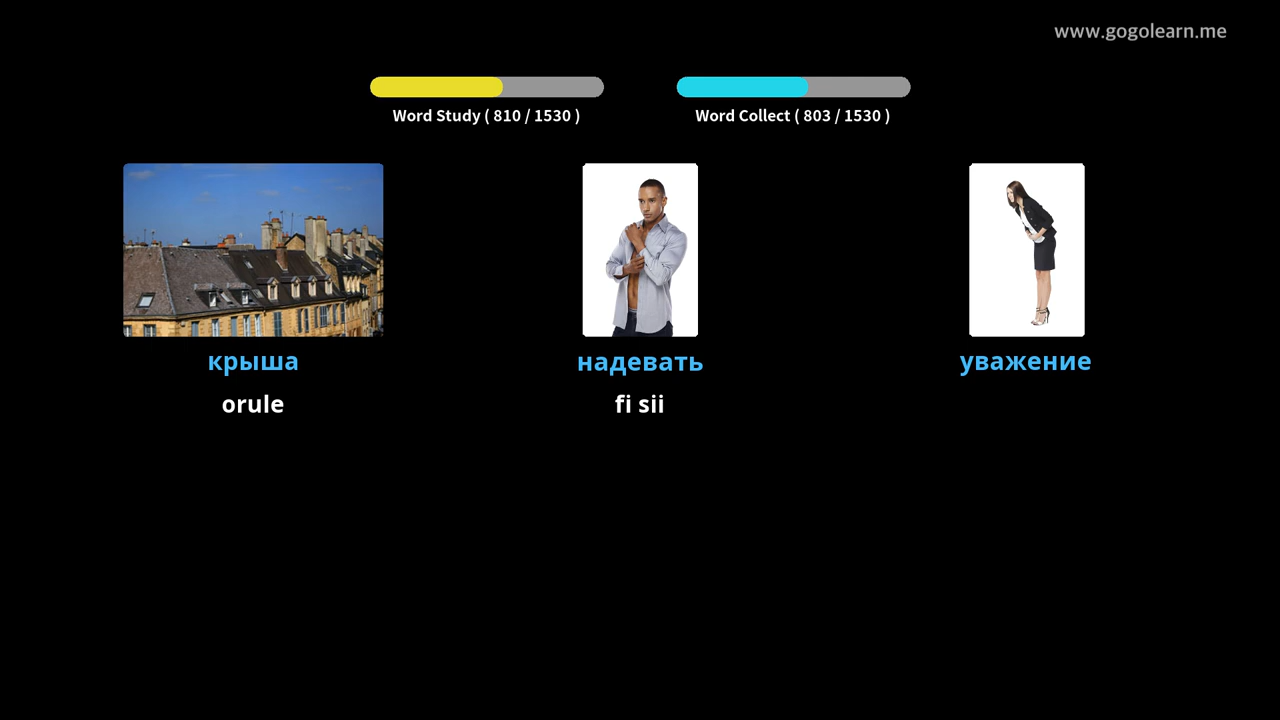 www.gogolearn.me
Word Study ( 810 / 1530 )
Word Collect ( 803 / 1530 )
крыша
надевать
уважение
orule
fi sii